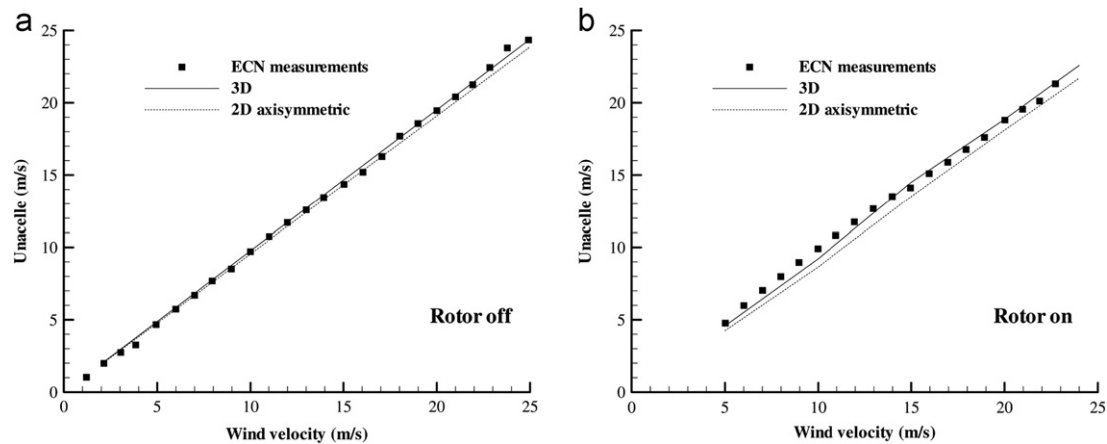 a
25
20
15
10
5
0
Unacelle (m/s)
ECN measurements
3D
2D axisymmetric
Rotor off
0 5 10 15 20 25
Wind velocity (m/s)
b
25
20
15
10
5
0
Unacelle (m/s)
ECN measurements
3D
2D axisymmetric
Rotor on
0 5 10 15 20 25
Wind velocity (m/s)